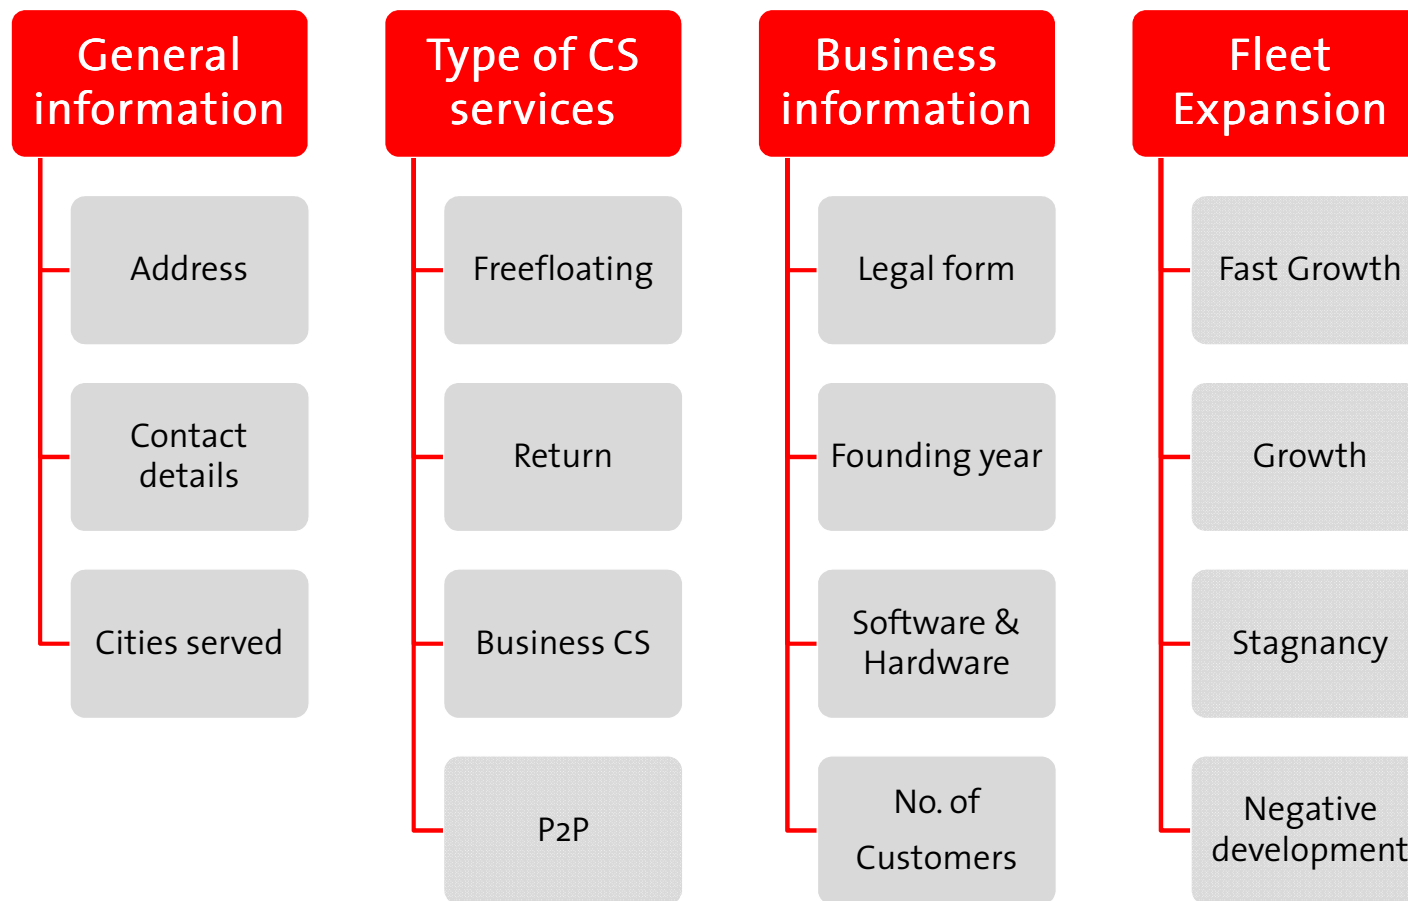 General
information
Address
Contact
details
Cities served
Type of CS
services
Freefloating
Return
Business CS
P2P
Business
information
Legal form
Founding year
Software &
Hardware
No. of
Customers
Fleet
Expansion
Fast Growth
Growth
Stagnancy
Negative
development